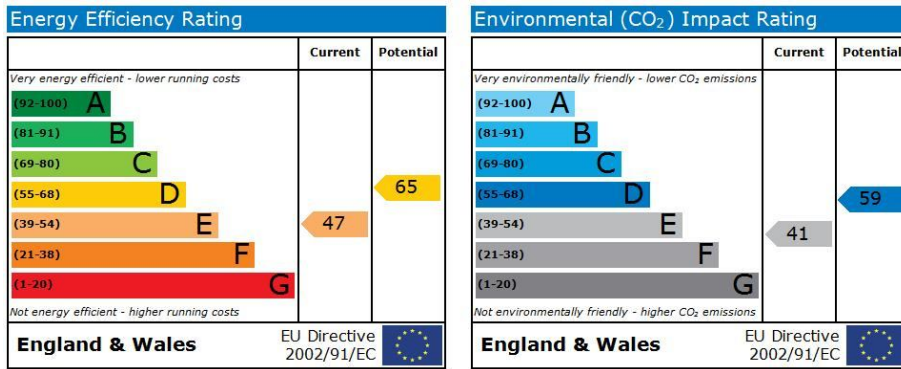 Energy Efficiency Rating
Current Potential
Very energy efficient - lower running costs
(92-100) A
(81-91) B
(69-80) C
(55-68) D
65
(39-54) E
47
(21-38) F
(1-20) G
Not energy efficient - higher running costs
England & Wales
EU Directive
2002/91/EC
Environmental (CO₂) Impact Rating
Current Potential
Very environmentally friendly - lower CO₂ emissions
(92-100) A
(81-91) B
(69-80) C
(55-68) D
59
(39-54) E
41
(21-38) F
(1-20) G
Not environmentally friendly - higher CO₂ emissions
England & Wales
EU Directive
2002/91/EC